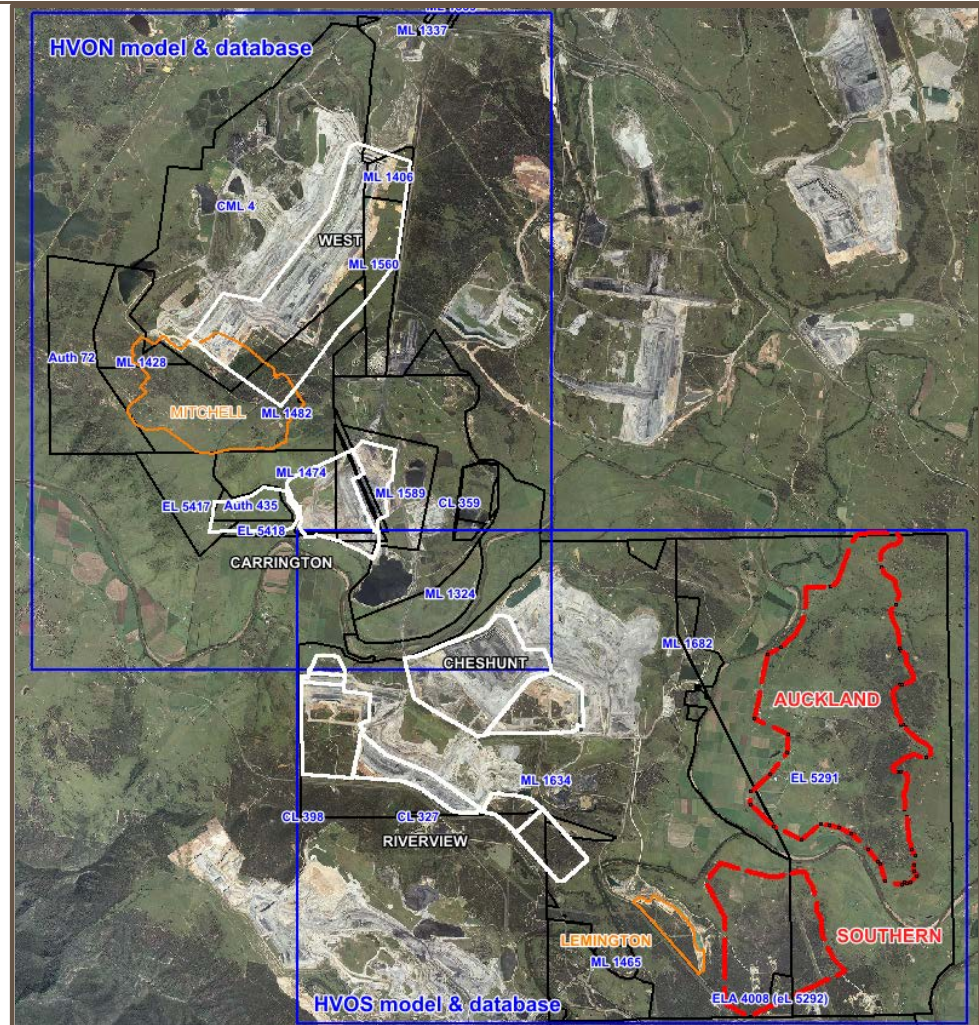 HVON model & database
ML 1337
ML 1406
CML 4
WEST
ML 1560
Auth 72
ML 1428
MITCHELL
ML 1482
ML 1474
ML 1589
CL 359
EL 5417
Auth 435
EL 5418
CARRINGTON
ML 1324
ML 1682
CHESHUNT
AUCKLAND
EL 5291
ML 1634
CL 398
CL 327
RIVERVIEW
LEMINGTON
SOUTHERN
ML 1465
ELA 4008 (eL 5292)
HVOS model & database